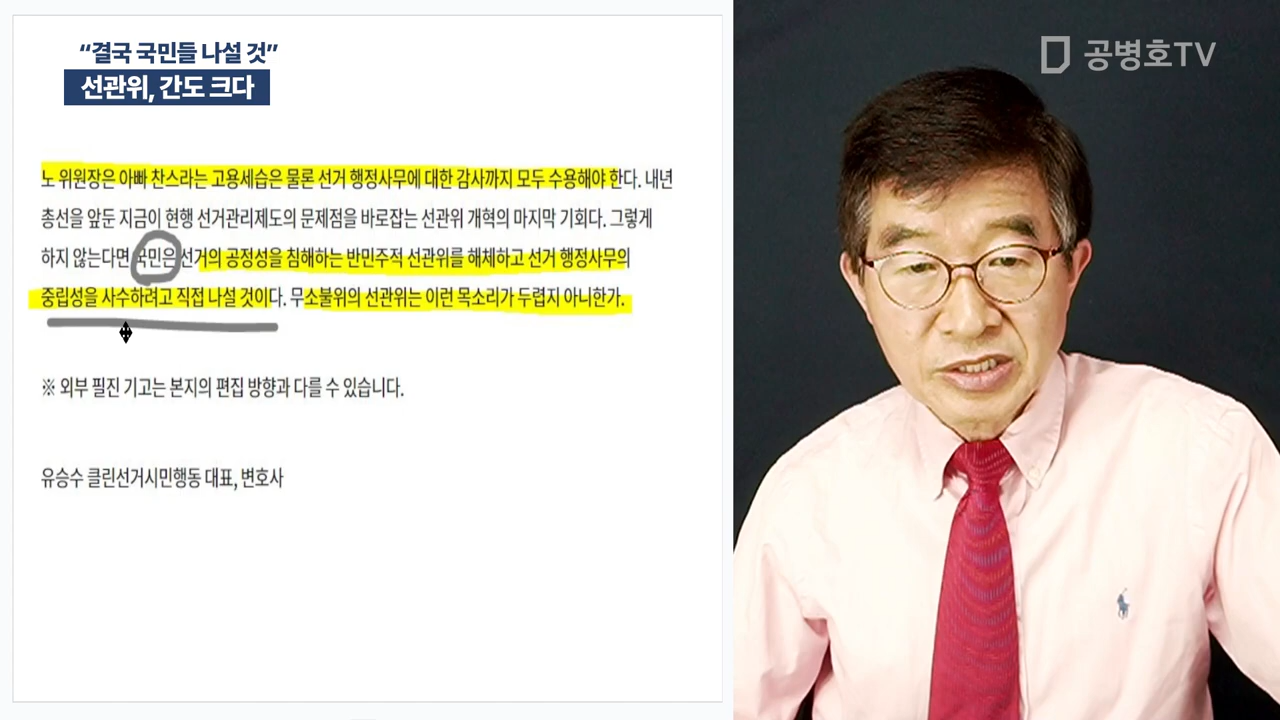 “결국 국민들 나설 것”
선관위, 간도 크다
공병호TV
노 위원장은 아빠 찬스라는 고용세습은 물론 선거 행정사무에 대한 감사까지 모두 수용해야 한다. 내년
총선을 앞둔 지금이 현행 선거관리제도의 문제점을 바로잡는 선관위 개혁의 마지막 기회다. 그렇게
하지 않는다면 국민은 선거의 공정성을 침해하는 반민주적 선관위를 해체하고 선거 행정사무의
중립성을 사수하려고 직접 나설 것이다. 무소불위의 선관위는 이런 목소리가 두렵지 아니한가.
※ 외부 필진 기고는 본지의 편집 방향과 다를 수 있습니다.
유승수 클린선거시민행동 대표, 변호사